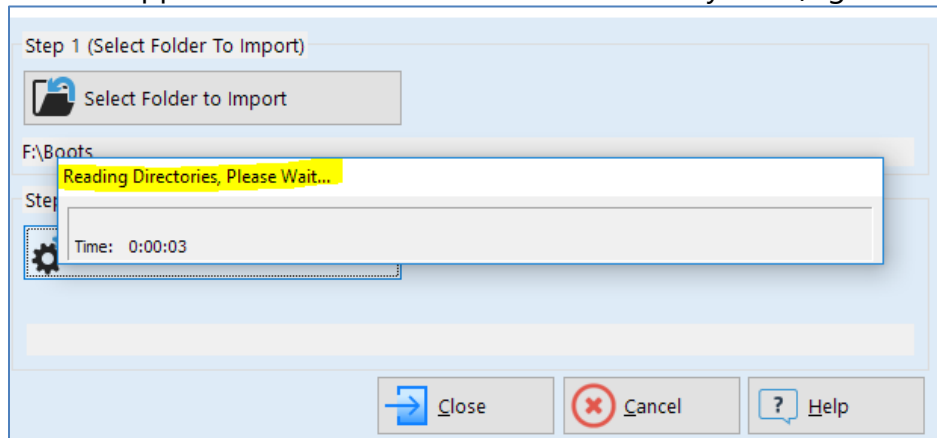 Step 1 (Select Folder To Import)
Select Folder to Import
F:\Boots
Reading Directories, Please Wait...
Step
Time: 0:00:03
Close
Cancel
? Help